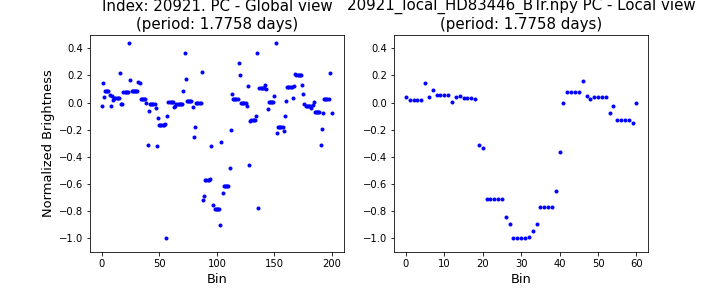 Index: 20921. PC - Global view
(period: 1.7758 days)
20921_local_HD83446_BTr.npy PC - Local view
(period: 1.7758 days)
Normalized Brightness
0.4
0.2
0.0
−0.2
−0.4
−0.6
−0.8
−1.0
0 50 100 150 200
Bin
0.4
0.2
0.0
−0.2
−0.4
−0.6
−0.8
−1.0
0 10 20 30 40 50 60
Bin